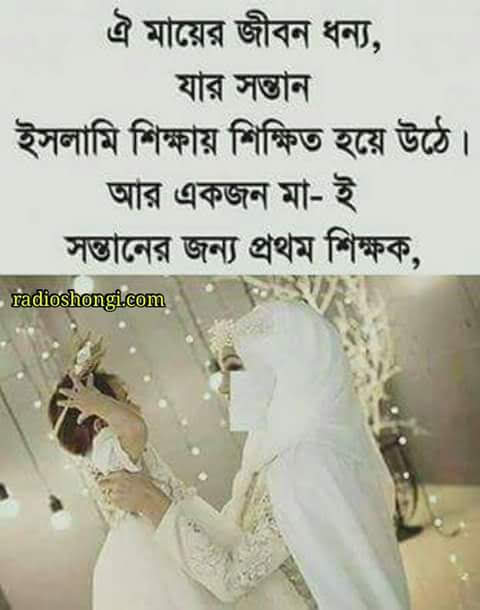 ঐ মায়ের জীবন ধন্য,
যার সন্তান
ইসলামি শিক্ষায় শিক্ষিত হয়ে উঠে।
আর একজন মা- ই
সন্তানের জন্য প্রথম শিক্ষক,
radioshongi.com